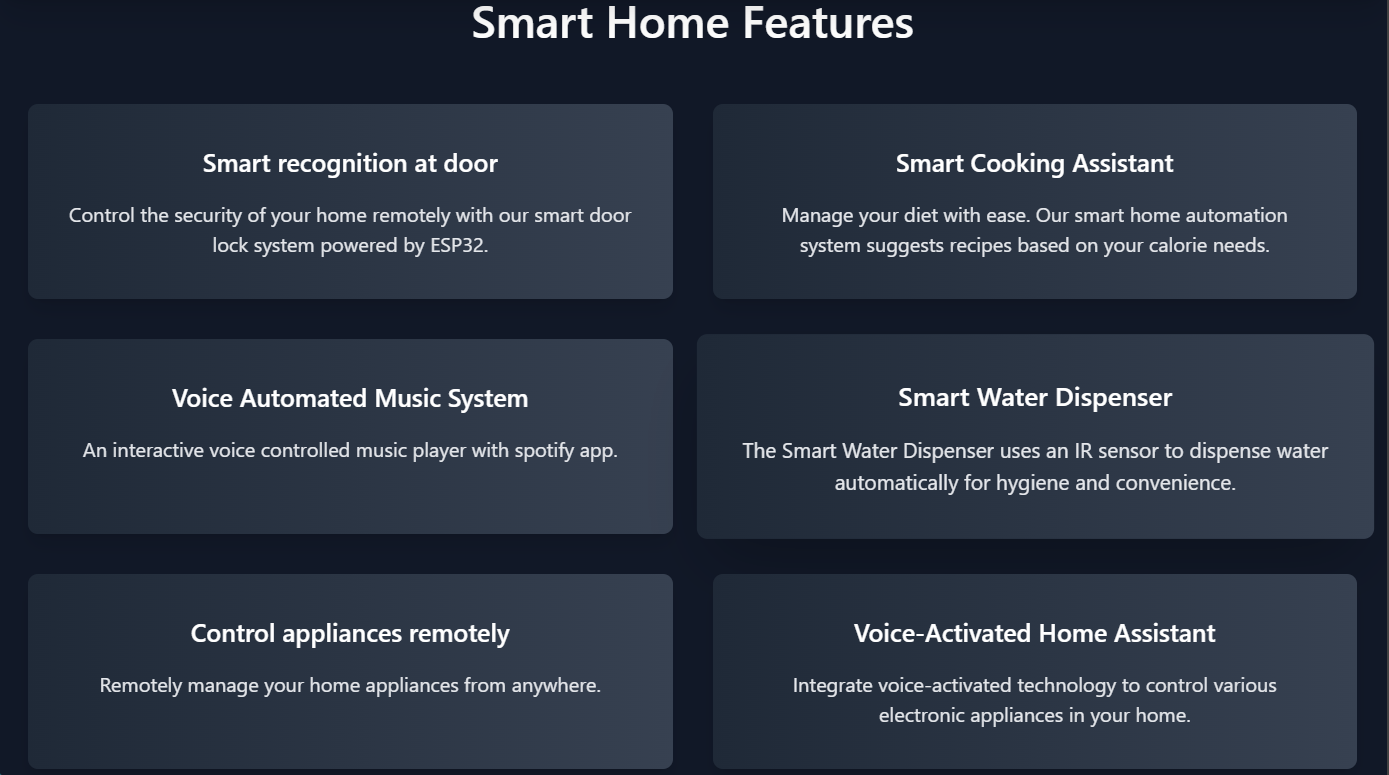 Smart Home Features
Smart recognition at door
Control the security of your home remotely with our smart door
lock system powered by ESP32.
Smart Cooking Assistant
Manage your diet with ease. Our smart home automation
system suggests recipes based on your calorie needs.
Voice Automated Music System
An interactive voice controlled music player with spotify app.
Smart Water Dispenser
The Smart Water Dispenser uses an IR sensor to dispense water
automatically for hygiene and convenience.
Control appliances remotely
Remotely manage your home appliances from anywhere.
Voice-Activated Home Assistant
Integrate voice-activated technology to control various
electronic appliances in your home.